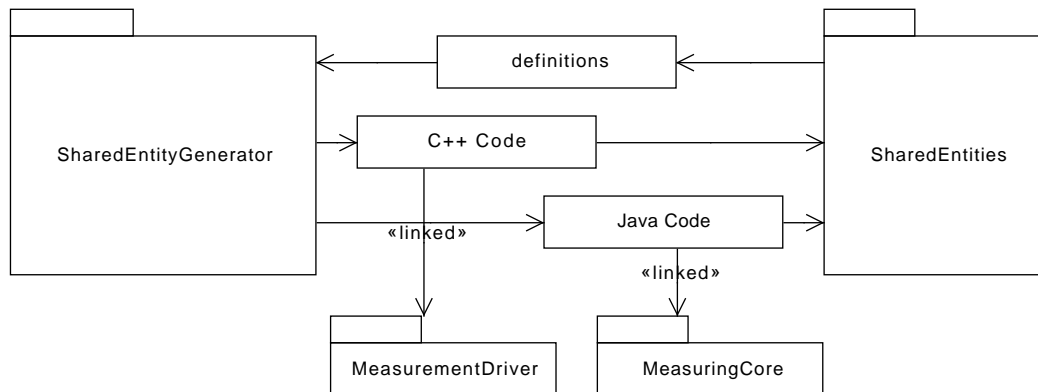 definitions
C++ Code
SharedEntityGenerator
SharedEntities
Java Code
«linked»
«linked»
MeasurementDriver
MeasuringCore